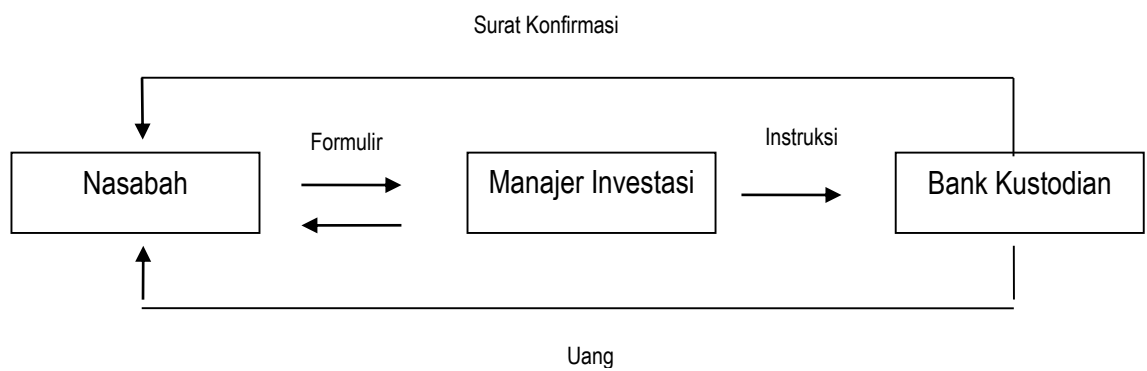 Surat Konfirmasi
Formulir
Instruksi
Nasabah
Manajer Investasi
Bank Kustodian
Uang